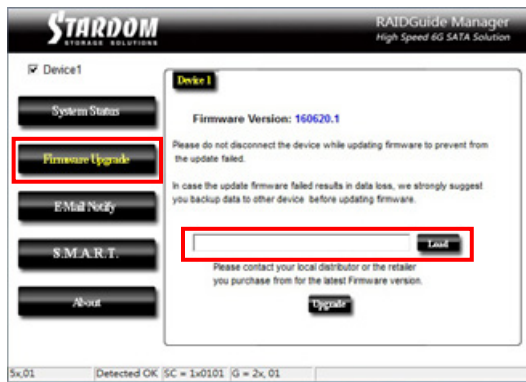 STARDOM
STORAGE SOLUTIONS
RAIDGuide Manager
High Speed 6G SATA Solution
Device1
System Status
Firmware Upgrade
E-Mail Notify
S.M.A.R.T.
About
Device 1
Firmware Version: 160620.1
Please do not disconnect the device while updating firmware to prevent from
the update failed.
In case the update firmware failed results in data loss, we strongly suggest
you backup data to other device before updating firmware.
Load
Please contact your local distributor or the retailer
you purchase from for the latest Firmware version.
Upgrade
5x,01
Detected OK
SC = 1x0101
G = 2x, 01